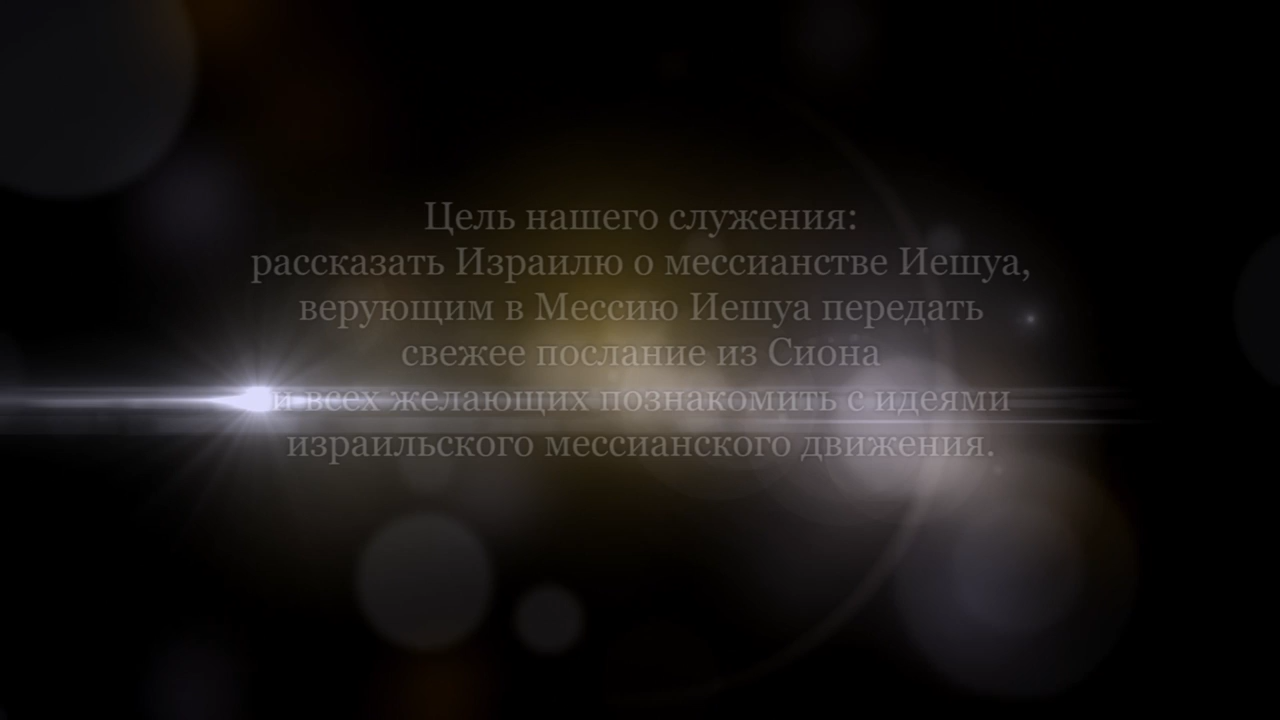 Цель нашего служения:
рассказать Израилю о мессианстве Иешуа,
верующим в Мессию Иешуа передать
свежее послание из Сиона
и всех желающих познакомить с идеями
израильского мессианского движения.